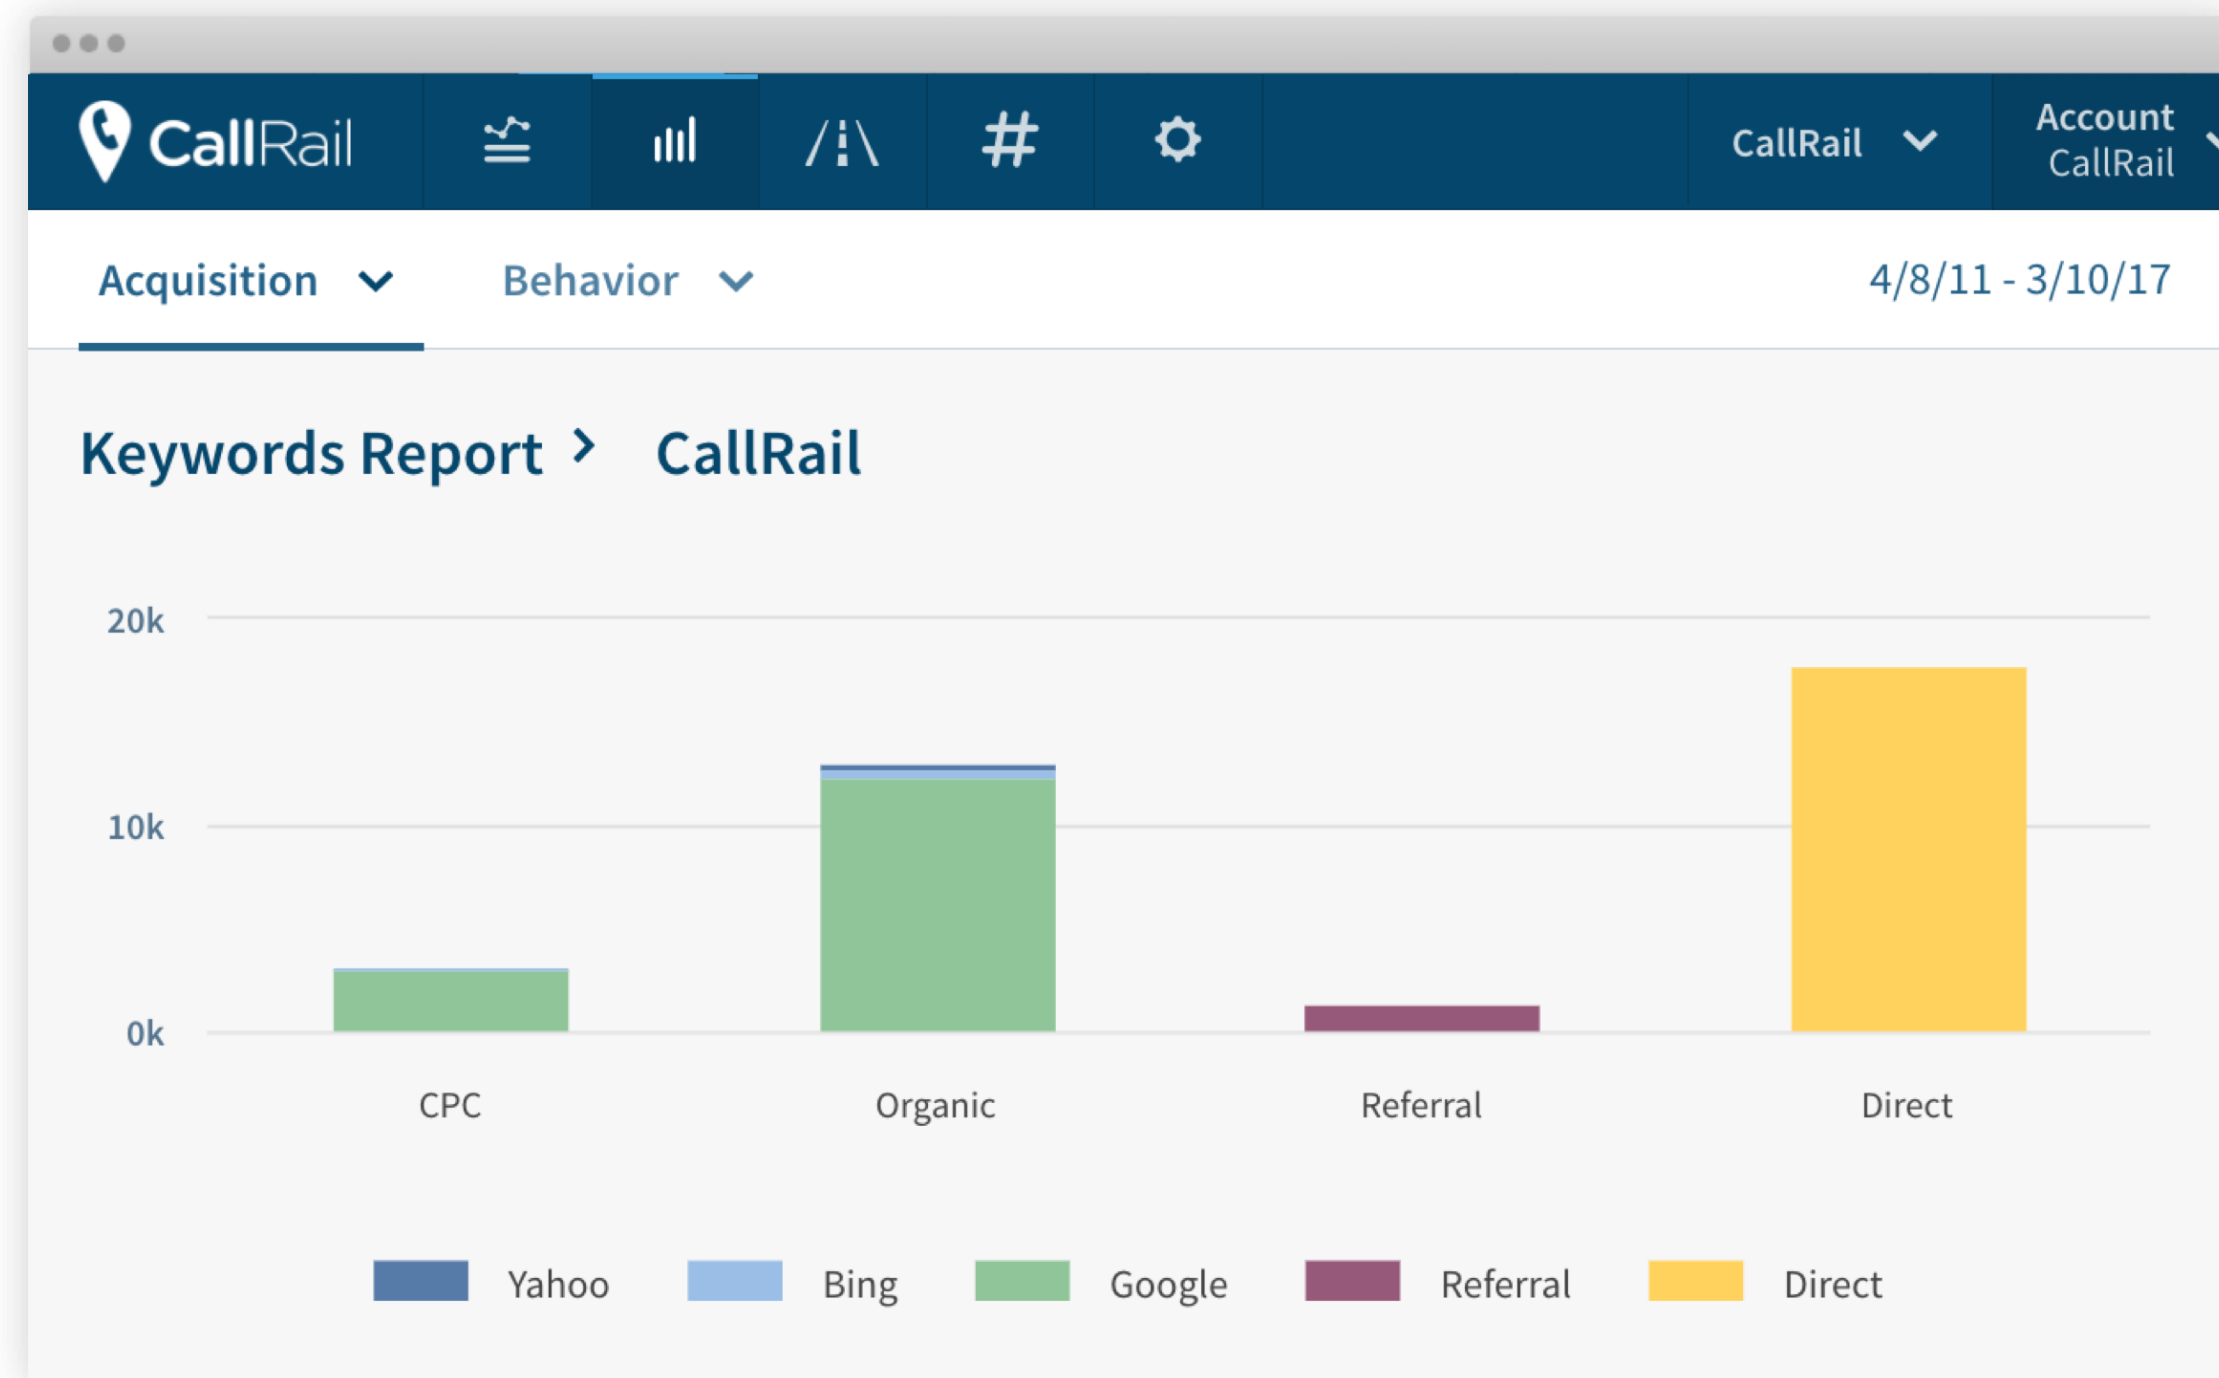 CallRail
CallRail
Account
CallRail
Acquisition
Behavior
4/8/11 - 3/10/17
Keywords Report > CallRail
20k
10k
0k
CPC
Organic
Referral
Direct
Yahoo
Bing
Google
Referral
Direct